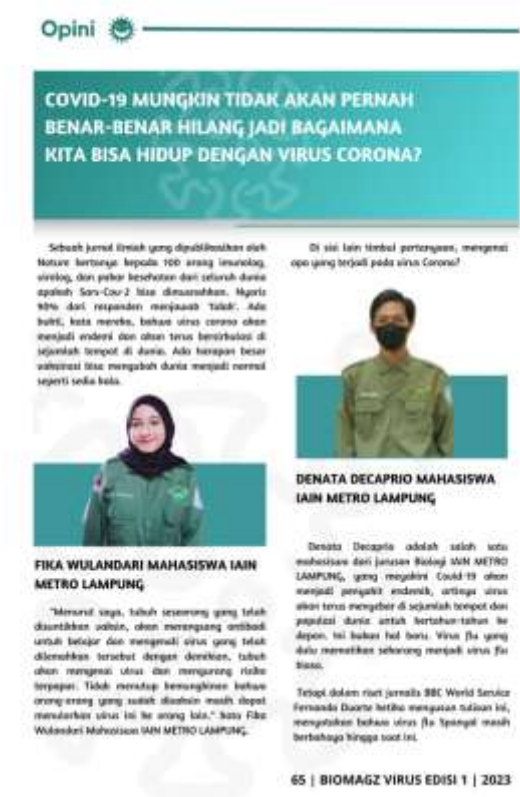 Opini
COVID-19 MUNGKIN TIDAK AKAN PERNAH
BENAR-BENAR HILANG JADI BAGAIMANA
KITA BISA HIDUP DENGAN VIRUS CORONA?
Sebuah jurnal ilmiah yang dipublikasikan oleh
Nature bertanya kepada 100 orang imunolog,
virolog, dan pakar kesehatan dari seluruh dunia
apakah Sars-Cov-2 bisa dimusnahkan. Nyaris
90% dari responden menjawab 'tidak'. Ada
bukti, kata mereka, bahwa virus corona akan
menjadi endemi dan akan terus bersirkulasi di
sejumlah tempat di dunia. Ada harapan besar
vaksinasi bisa mengubah dunia menjadi normal
seperti sedia kala.
FIKA WULANDARI MAHASISWA IAIN
METRO LAMPUNG
"Menurut saya, tubuh seseorang yang telah
disuntikkan vaksin, akan merangsang antibodi
untuk belajar dan mengenali virus yang telah
dilemahkan tersebut dengan demikian, tubuh
akan mengenai virus dan mengurang risiko
terpapar. Tidak menutup kemungkinan bahwa
orang-orang yang sudah divaksin masih dapat
menularkan virus ini ke orang lain." kata Fika
Wulandari Mahasiswa IAIN METRO LAMPUNG.
Di sisi lain timbul pertanyaan, mengenai
apa yang terjadi pada virus Corona?
DENATA DECAPRIO MAHASISWA
IAIN METRO LAMPUNG
Denata Decaprio adalah salah satu
mahasiswa dari jurusan Biologi IAIN METRO
LAMPUNG, yang meyakini Covid-19 akan
menjadi penyakit endemik, artinya virus
akan terus menyebar di sejumlah tempat dan
populasi dunia untuk bertahun-tahun ke
depan. Ini bukan hal baru. Virus flu yang
dulu mematikan sekarang menjadi virus flu
biasa.
Tetapi dalam riset jurnalis BBC World Service
Fernando Duarte ketika menyusun tulisan ini,
menyatakan bahwa virus flu Spanyol masih
berbahaya hingga saat ini.
65 | BIOMAGZ VIRUS EDISI 1 | 2023